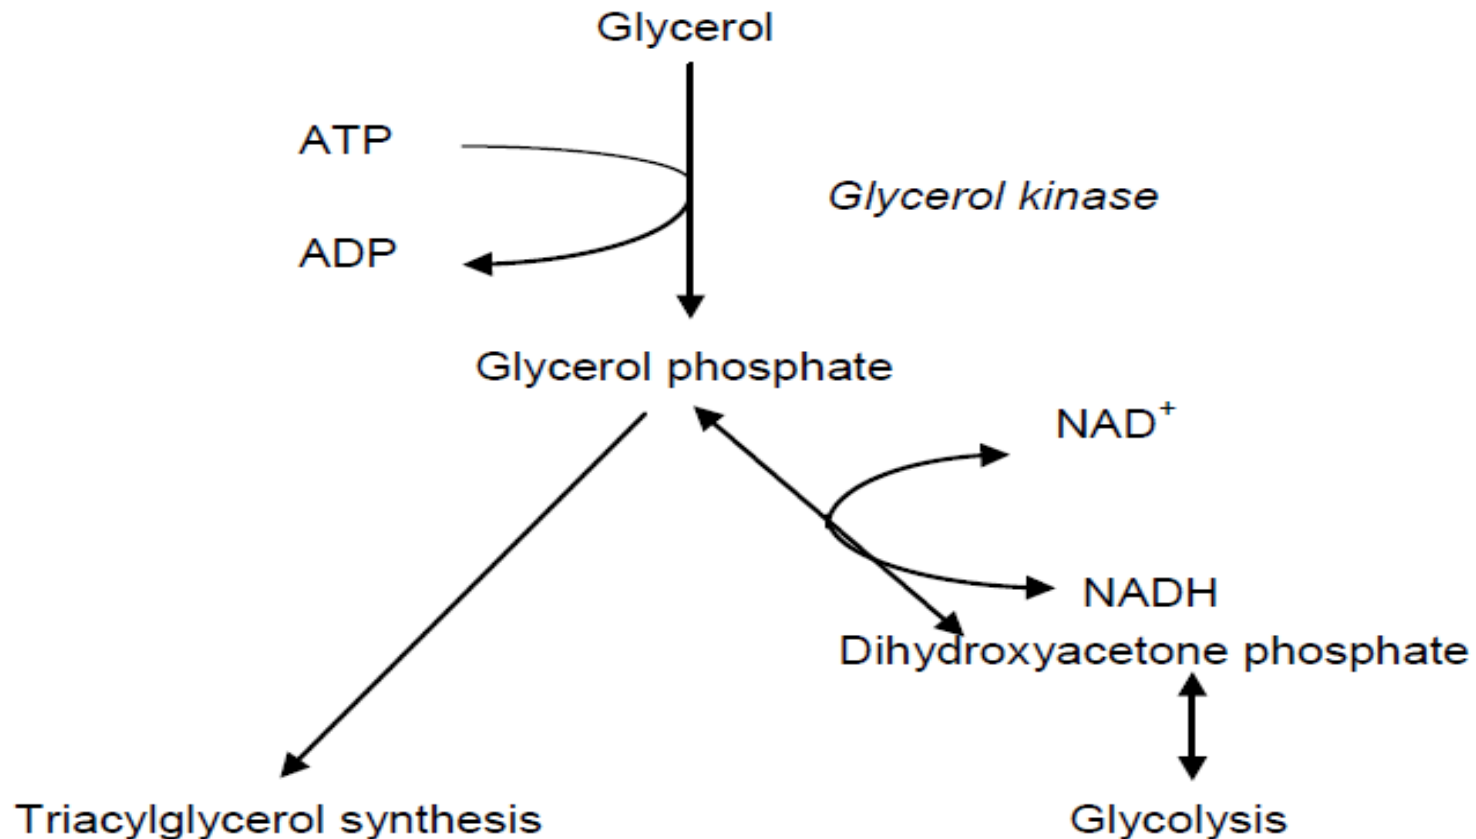 Glycerol
ATP
Glycerol kinase
ADP
Glycerol phosphate
NAD+
NADH
Dihydroxyacetone phosphate
Triacylglycerol synthesis
Glycolysis